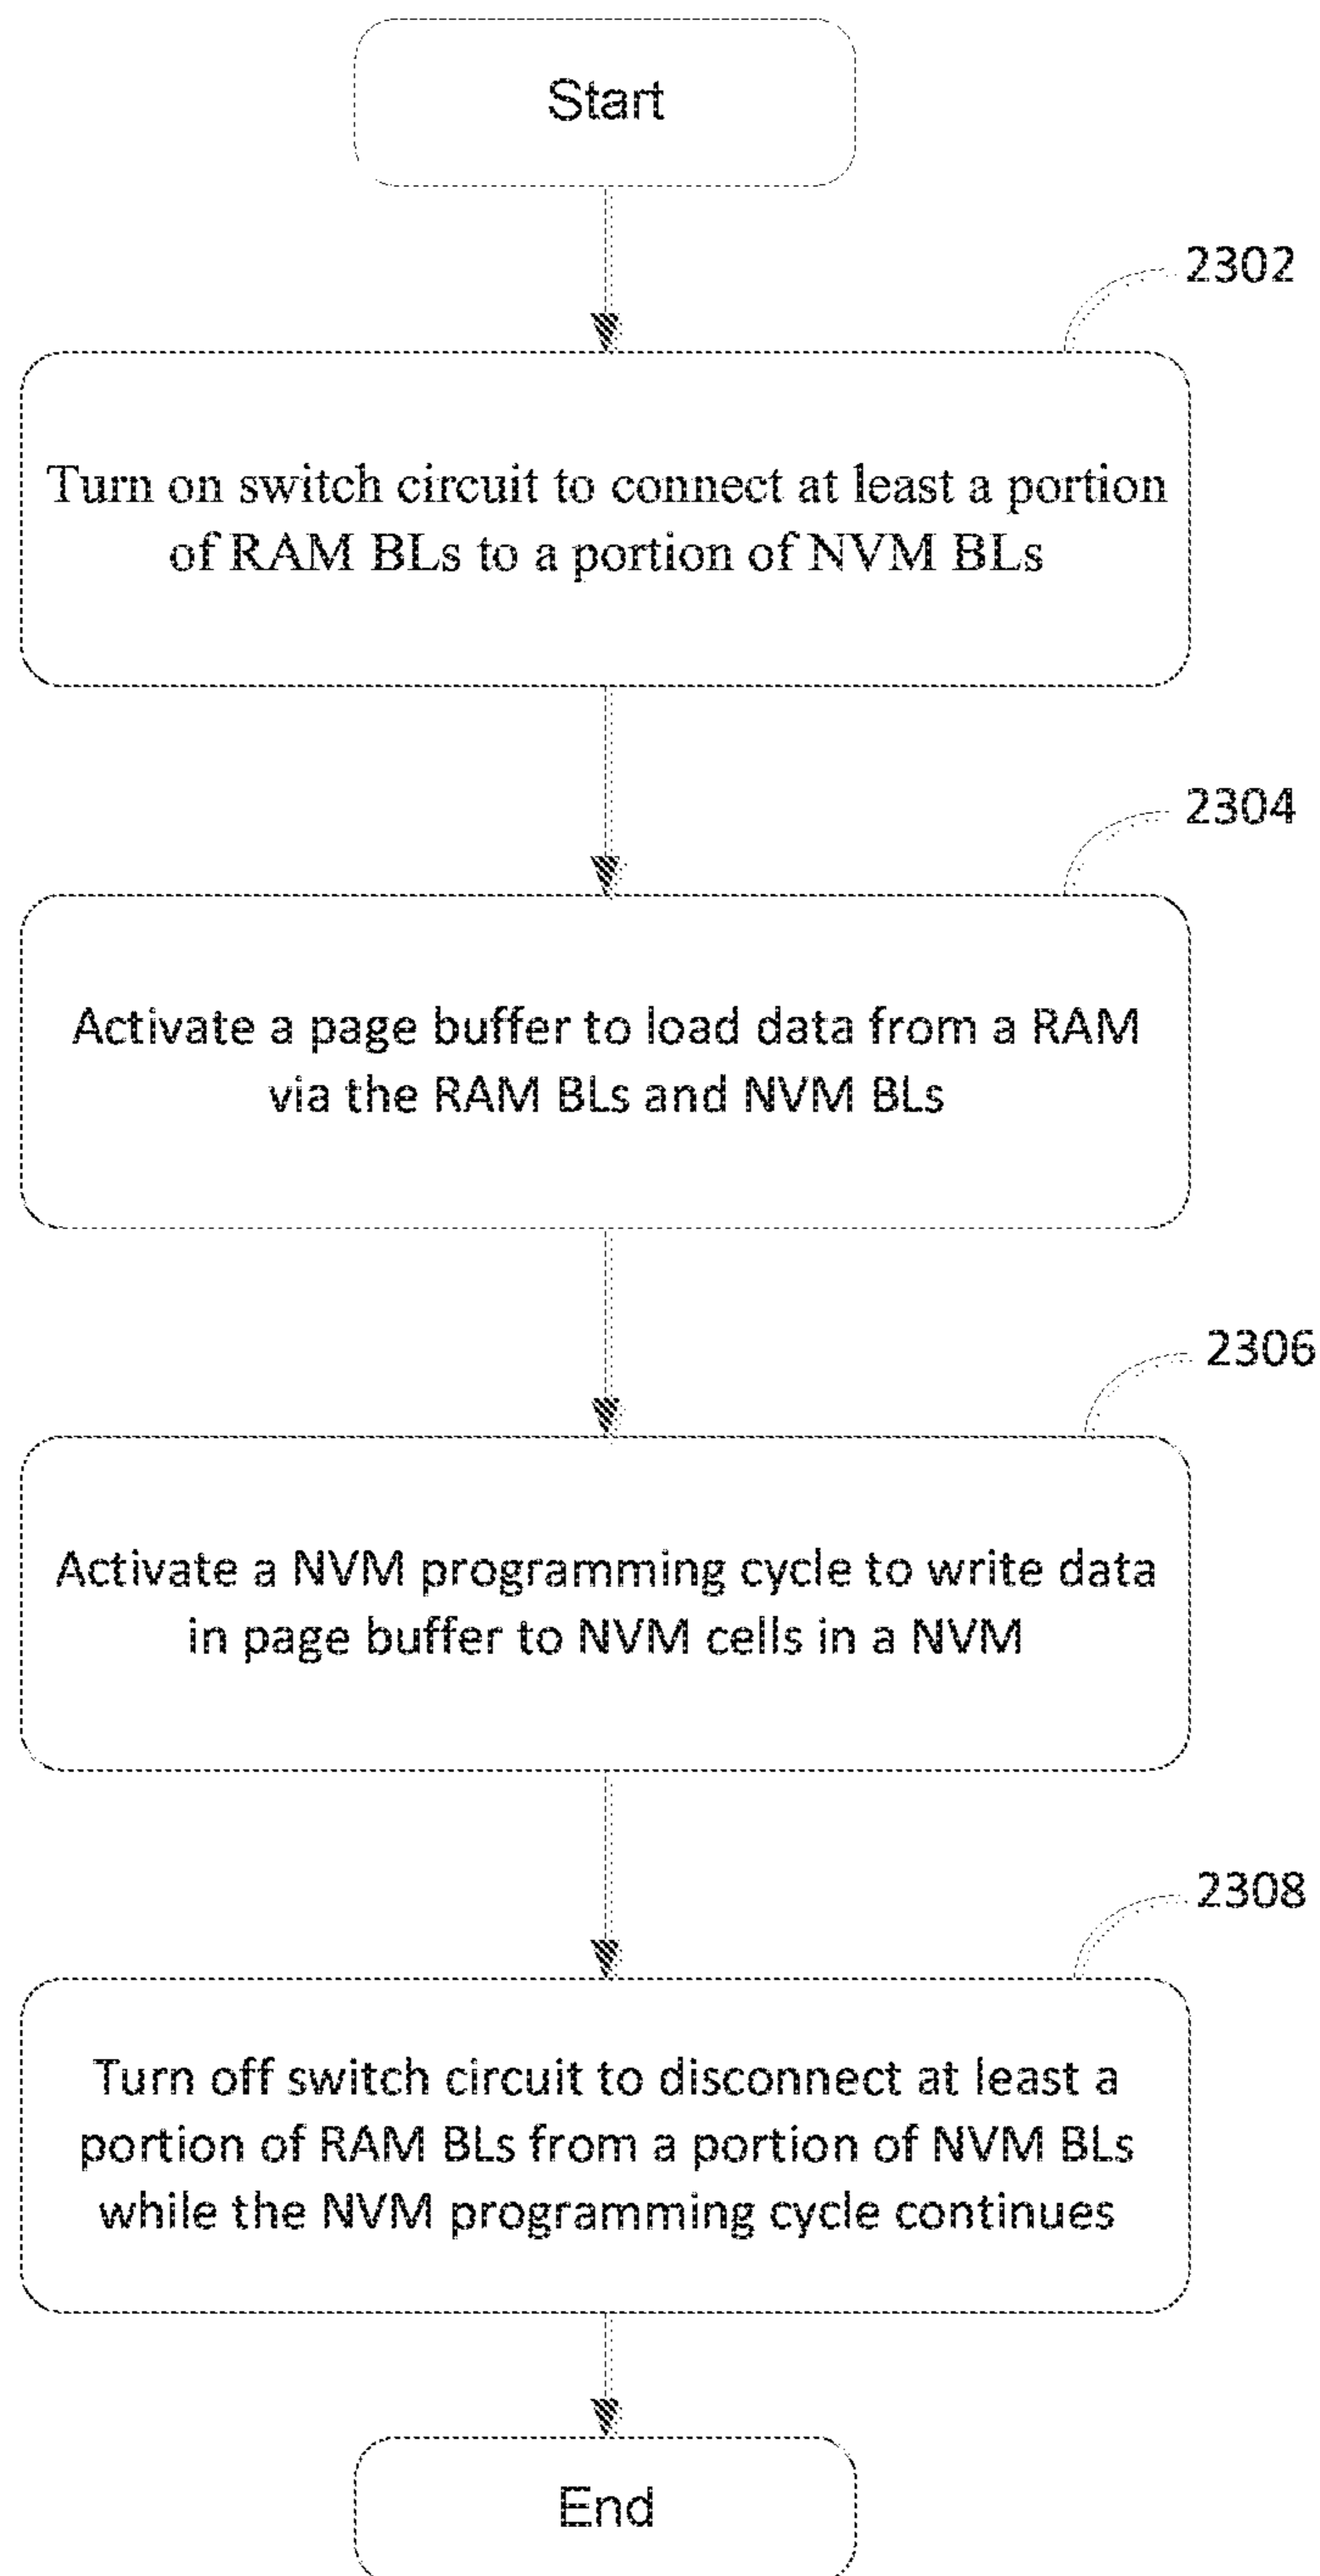 Start
2302
Turn on switch circuit to connect at least a portion
of RAM BLs to a portion of NVM BLs
2304
Activate a page buffer to load data from a RAM
via the RAM BLs and NVM BLs
2306
Activate a NVM programming cycle to write data
in page buffer to NVM cells in a NVM
2308
Turn off switch circuit to disconnect at least a
portion of RAM BLs from a portion of NVM BLs
while the NVM programming cycle continues
End